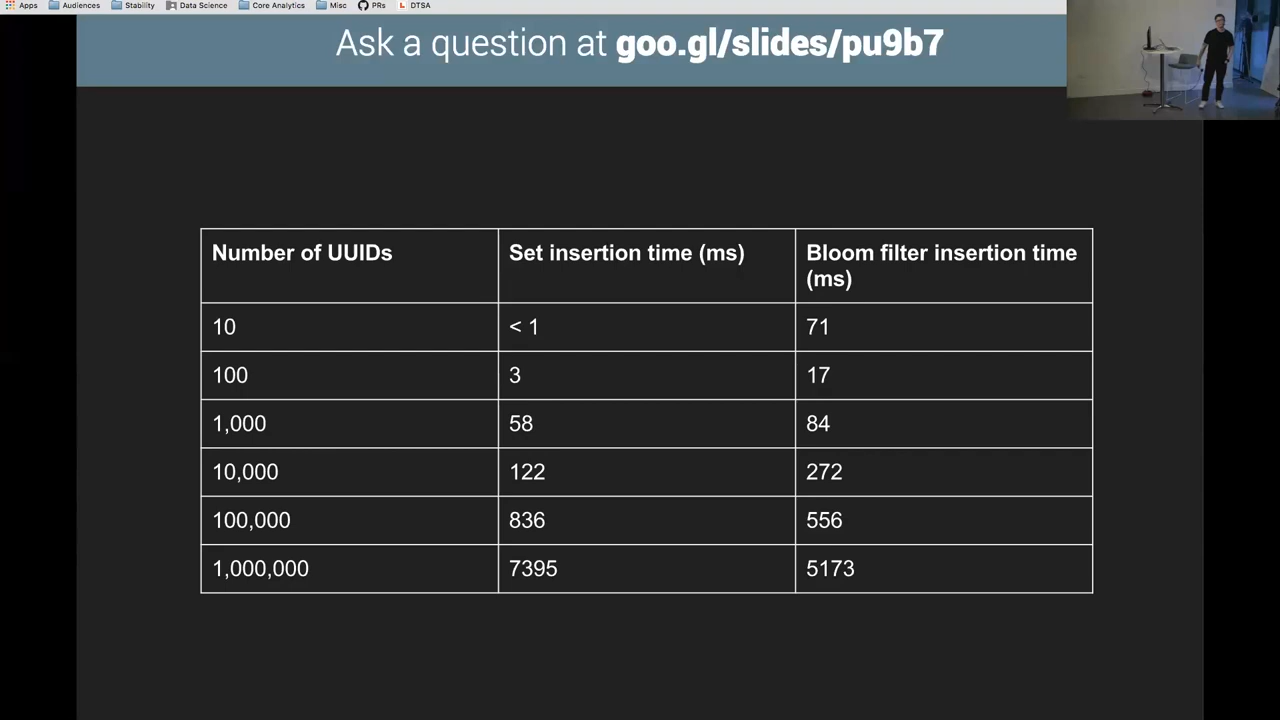 Apps Audiences Stability Data Science Core Analytics Misc PRs DTSA
Ask a question at goo.gl/slides/pu9b7
Number of UUIDs Set insertion time (ms) Bloom filter insertion time
(ms)
10 < 1 71
100 3 17
1,000 58 84
10,000 122 272
100,000 836 556
1,000,000 7395 5173